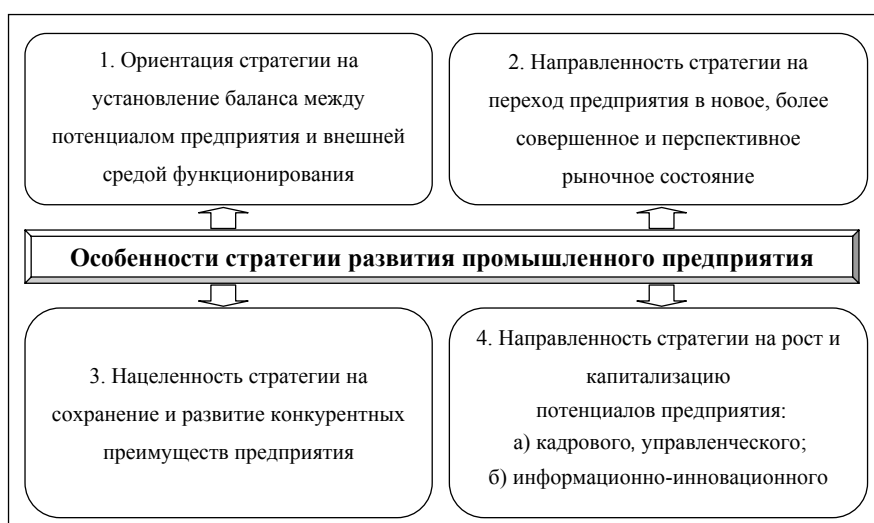 1. Ориентация стратегии на
установление баланса между
потенциалом предприятия и внешней
средой функционирования
2. Направленность стратегии на
переход предприятия в новое, более
совершенное и перспективное
рыночное состояние
Особенности стратегии развития промышленного предприятия
3. Нацеленность стратегии на
сохранение и развитие конкурентных
преимуществ предприятия
4. Направленность стратегии на рост и
капитализацию
потенциалов предприятия:
а) кадрового, управленческого;
б) информационно-инновационного